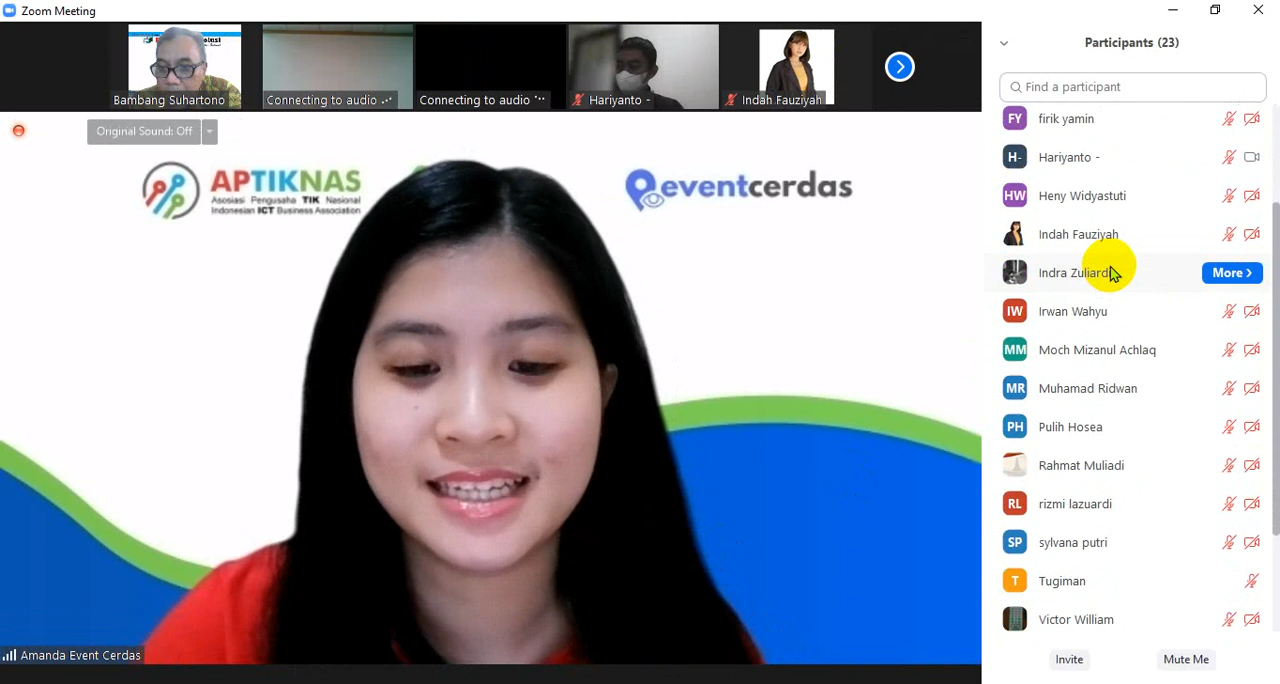 Zoom Meeting
Bambang Suhartono
Connecting to audio
Connecting to audio
Hariyanto -
Indah Fauziyah
Original Sound: Off
APTIKNAS
Asosiasi Pengusaha TIK Nasional
Indonesian ICT Business Association
eventcerdas
Amanda Event Cerdas
Participants (23)
Find a participant
FY firik yamin
H- Hariyanto -
HW Heny Widyastuti
Indah Fauziyah
Indra Zuliardi
More
IW Irwan Wahyu
MM Moch Mizanul Achlaq
MR Muhamad Ridwan
PH Pulih Hosea
Rahmat Muliadi
RL rizmi lazuardi
SP sylvana putri
T Tugiman
Victor William
Invite
Mute Me